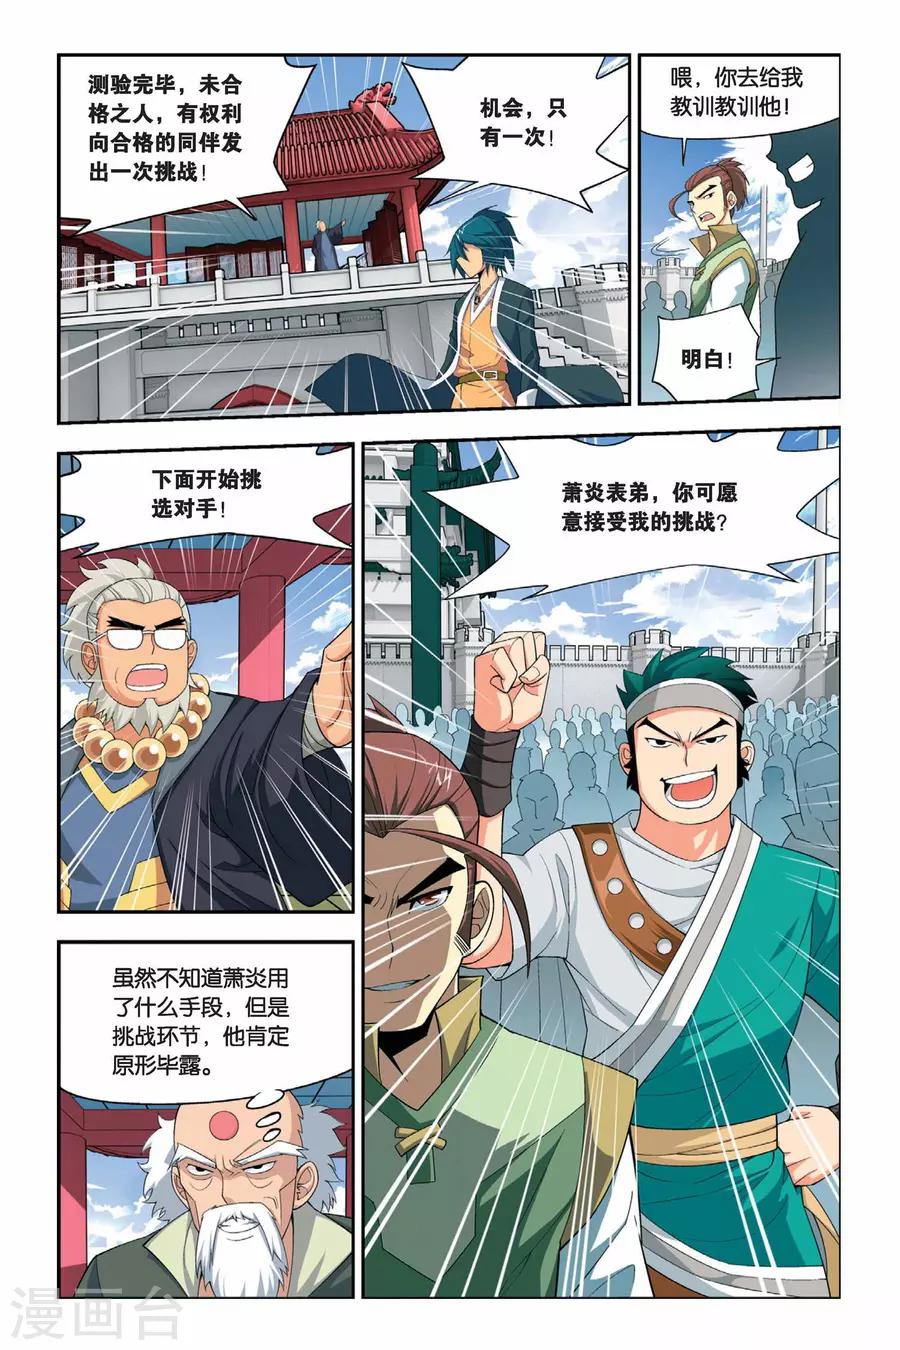 测验完毕，未合
格之人，有权利
向合格的同伴发
出一次挑战！
机会，只
有一次！
喂，你去给我
教训教训他！
明白！
下面开始挑
选对手！
萧炎表弟，你可愿
意接受我的挑战？
虽然不知道萧炎用
了什么手段，但是
挑战环节，他肯定
原形毕露。
漫画台